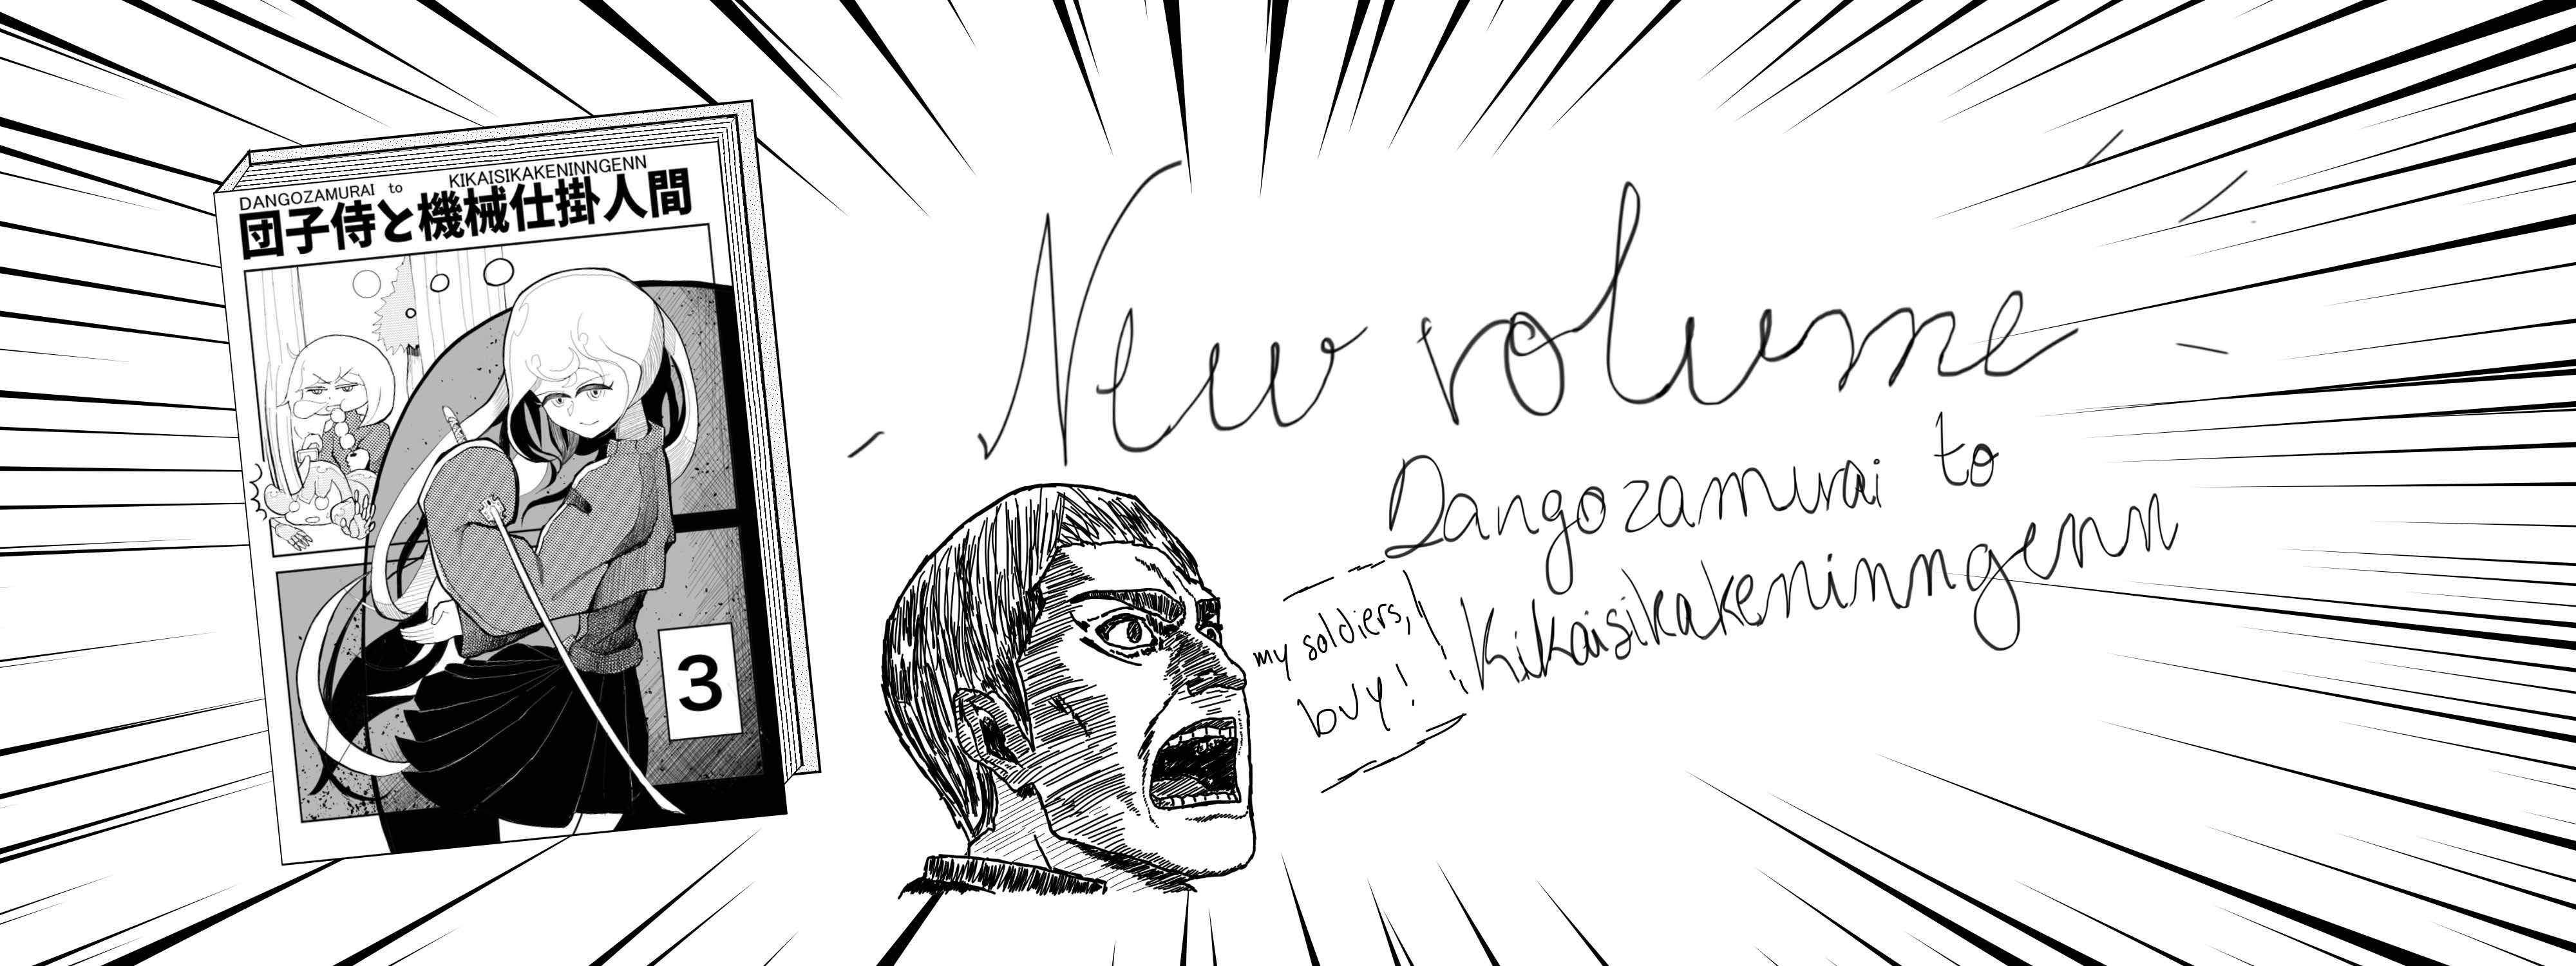 DANGOZAMURAI to KIKAISIKAKENINNGENN
団子侍と機械仕掛人間
3
New volume
Dangozamurai to
Kikaisikakeninngenn
my soldiers,
buy!